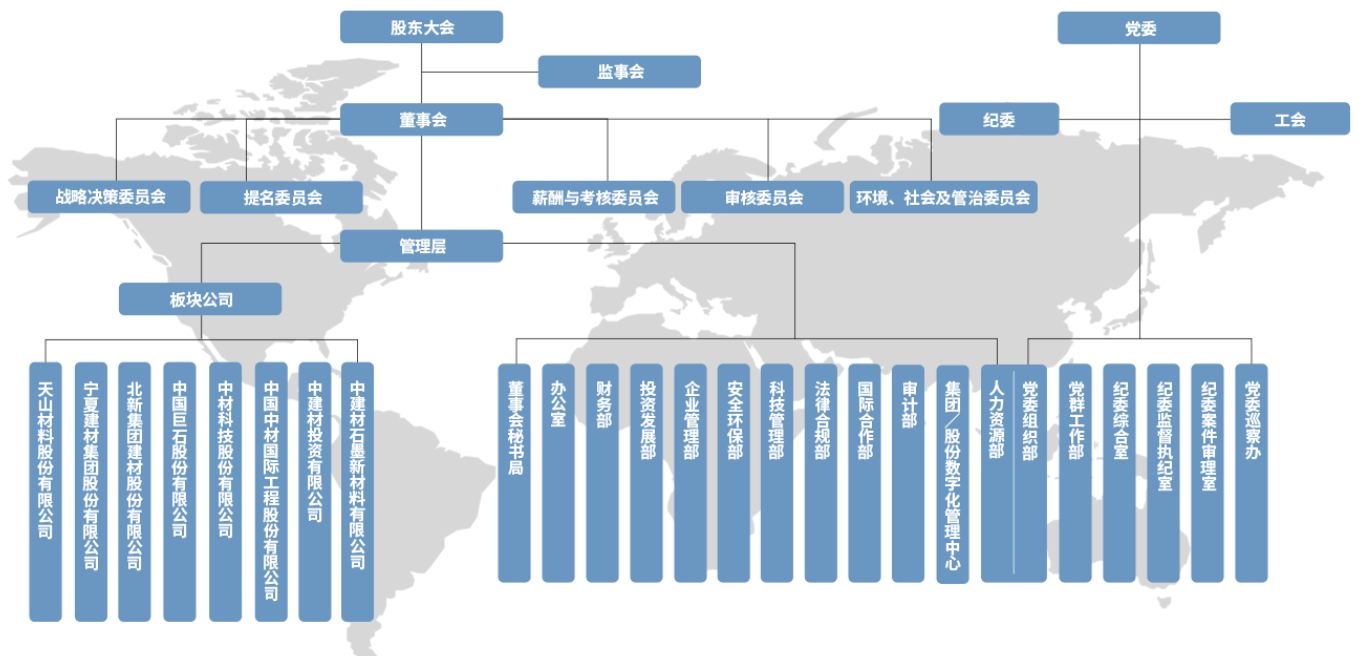 股东大会
党委
监事会
董事会
纪委
工会
战略决策委员会
提名委员会
薪酬与考核委员会
审核委员会
环境、社会及管治委员会
管理层
板块公司
天山材料股份有限公司
宁夏建材集团股份有限公司
北新集团建材股份有限公司
中国巨石股份有限公司
中材科技股份有限公司
中国中材国际工程股份有限公司
中建材投资有限公司
中建材石墨新材料有限公司
董事会秘书局
办公室
财务部
投资发展部
企业管理部
安全环保部
科技管理部
法律合规部
国际合作部
审计部
集团／股份数字化管理中心
人力资源部
党委组织部
党群工作部
纪委综合室
纪委监督执纪室
纪委案件审理室
党委巡察办